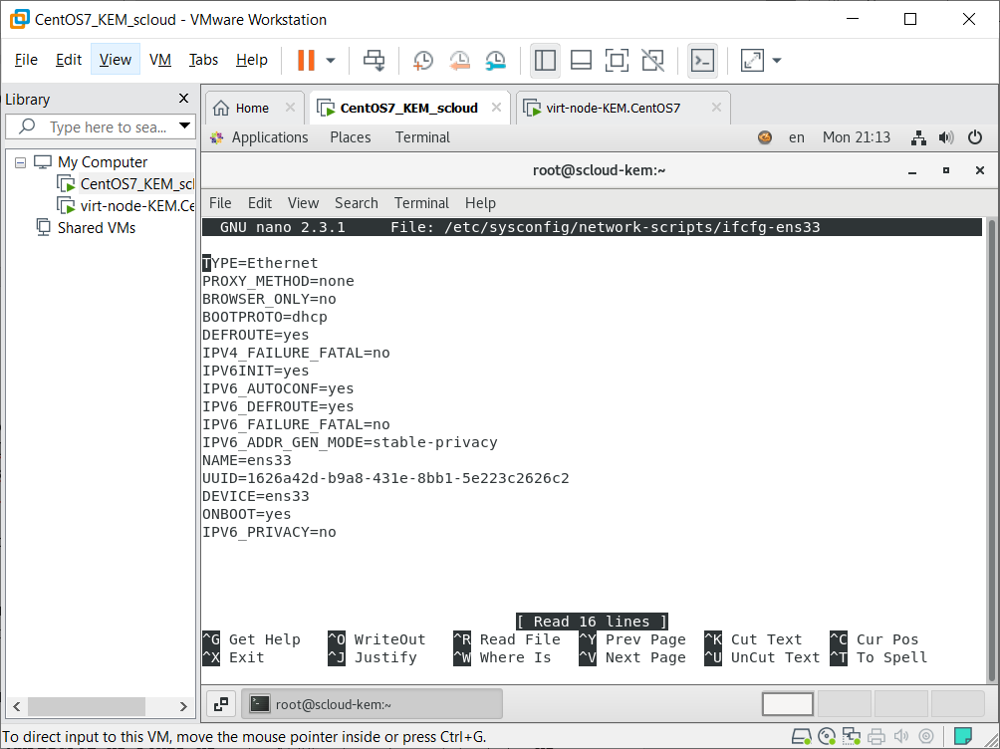 CentOS7_KEM_scloud - VMware Workstation
File Edit View VM Tabs Help
Library
Type here to sea...
My Computer
CentOS7_KEM_scl
virt-node-KEM.Ce
Shared VMs
Home CentOS7_KEM_scloud virt-node-KEM.CentOS7
Applications Places Terminal en Mon 21:13
root@scloud-kem:~
File Edit View Search Terminal Help
GNU nano 2.3.1 File: /etc/sysconfig/network-scripts/ifcfg-ens33
TYPE=Ethernet
PROXY_METHOD=none
BROWSER_ONLY=no
BOOTPROTO=dhcp
DEFROUTE=yes
IPV4_FAILURE_FATAL=no
IPV6INIT=yes
IPV6_AUTOCONF=yes
IPV6_DEFROUTE=yes
IPV6_FAILURE_FATAL=no
IPV6_ADDR_GEN_MODE=stable-privacy
NAME=ens33
UUID=1626a42d-b9a8-431e-8bb1-5e223c2626c2
DEVICE=ens33
ONBOOT=yes
IPV6_PRIVACY=no
[ Read 16 lines ]
^G Get Help ^O WriteOut ^R Read File ^Y Prev Page ^K Cut Text ^C Cur Pos
^X Exit ^J Justify ^W Where Is ^V Next Page ^U UnCut Text ^T To Spell
root@scloud-kem:~
To direct input to this VM, move the mouse pointer inside or press Ctrl+G.